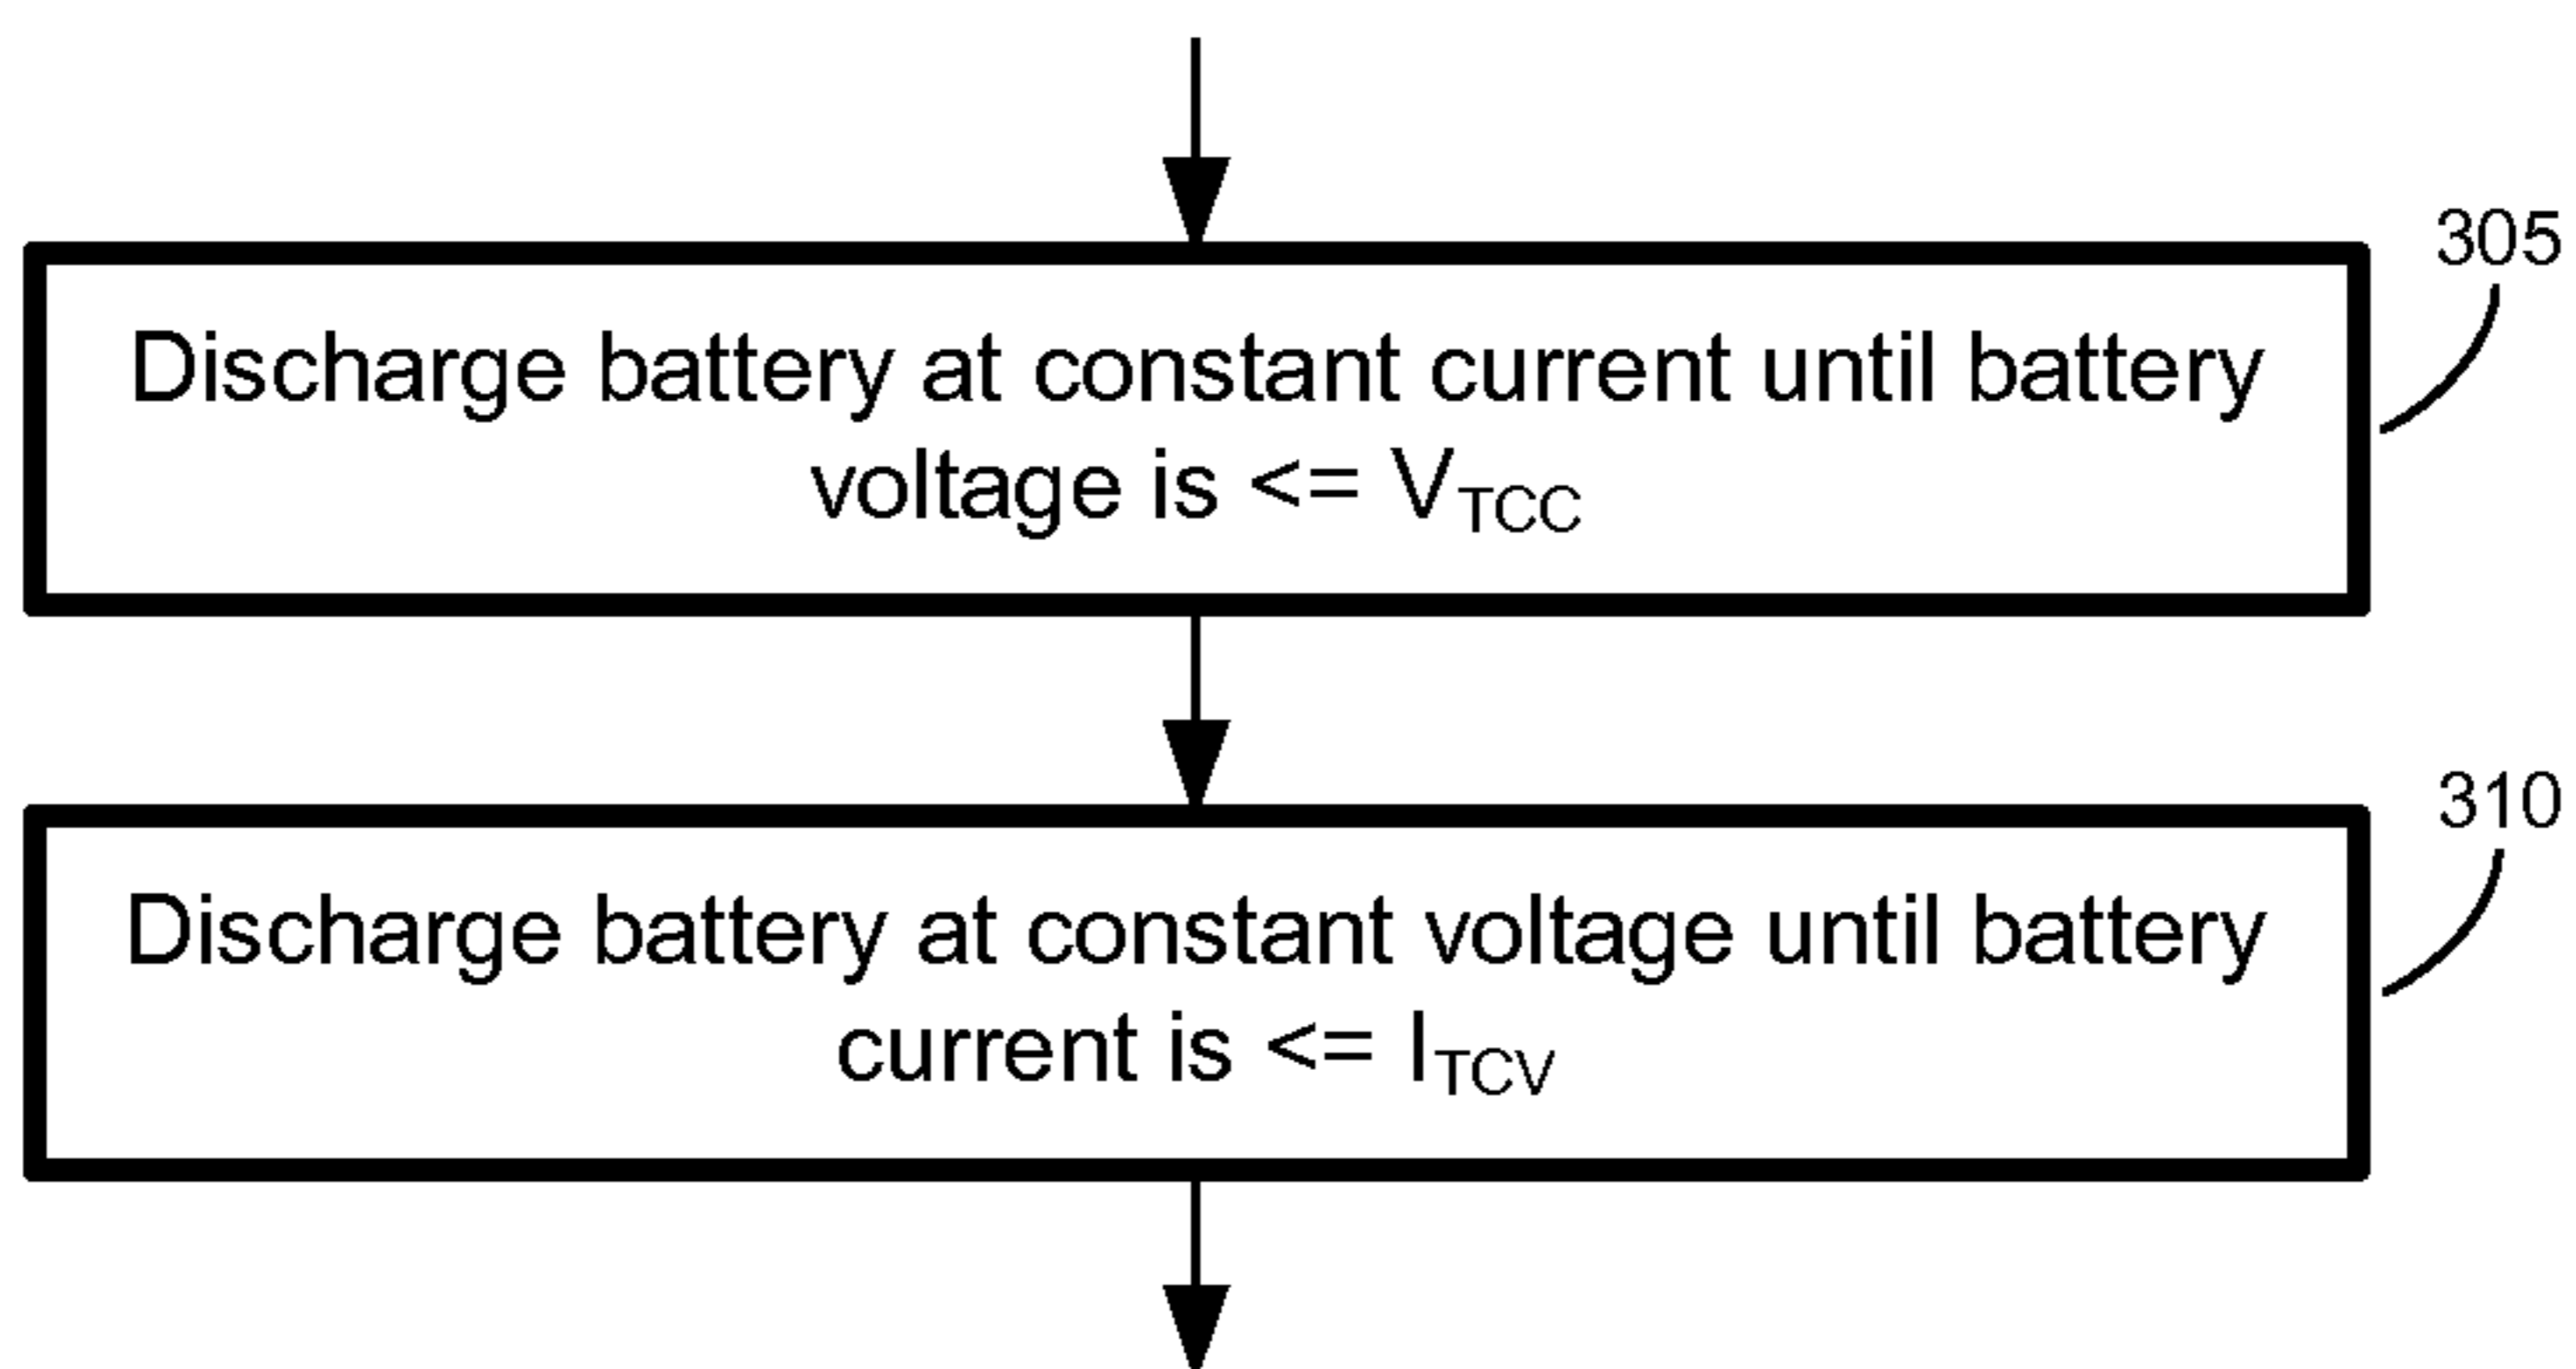 305
Discharge battery at constant current until battery
voltage is <= VTCC
310
Discharge battery at constant voltage until battery
current is <= ITCV